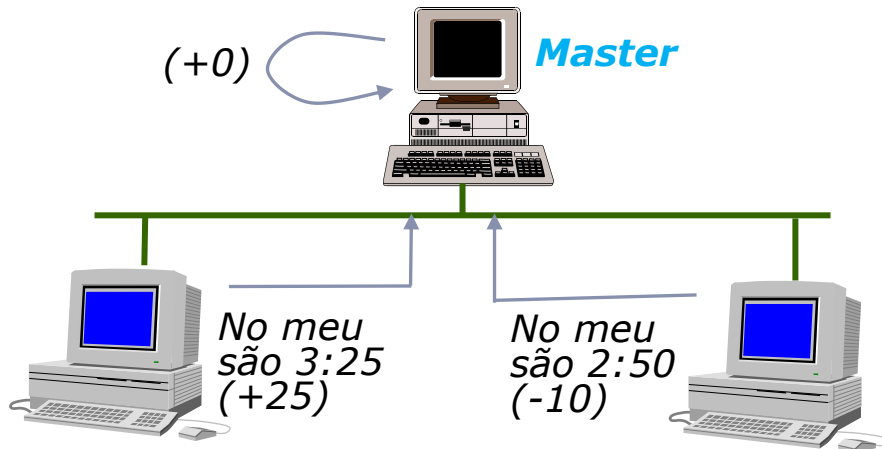 (+0)
Master
No meu
são 3:25
(+25)
No meu
são 2:50
(-10)